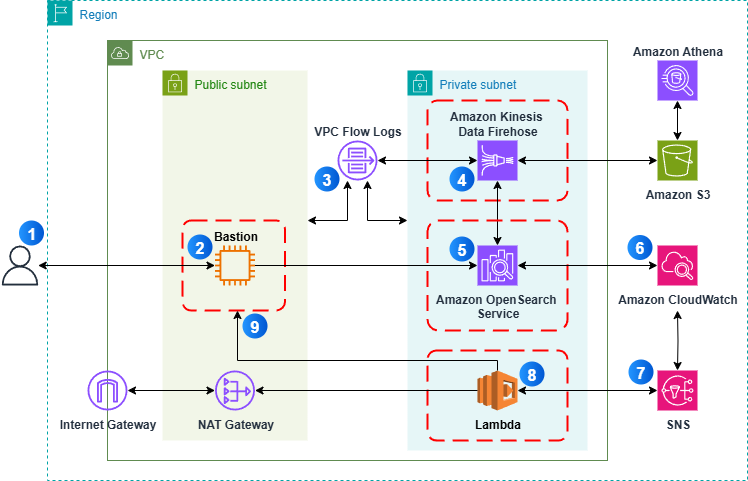 Region
VPC
Amazon Athena
Public subnet
Private subnet
Amazon Kinesis
Data Firehose
VPC Flow Logs
3
4
Amazon S3
1
2
Bastion
5
6
Amazon OpenSearch
Service
Amazon CloudWatch
9
8
7
Internet Gateway
NAT Gateway
Lambda
SNS